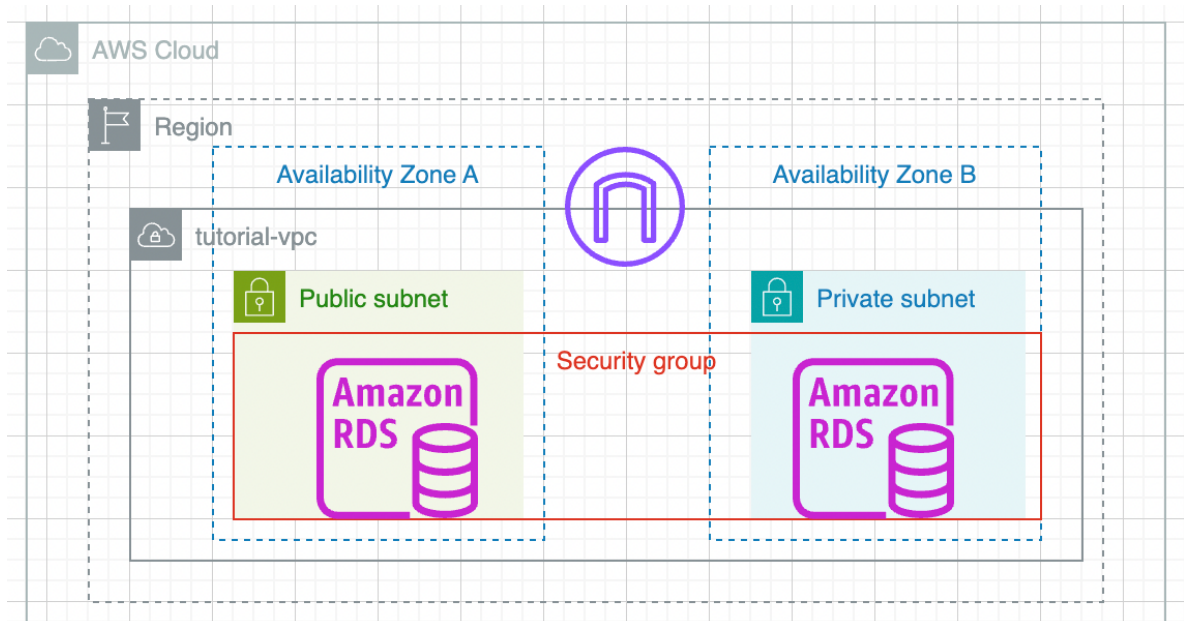 AWS Cloud
Region
Availability Zone A
Availability Zone B
tutorial-vpc
Public subnet
Private subnet
Security group
Amazon
RDS
Amazon
RDS